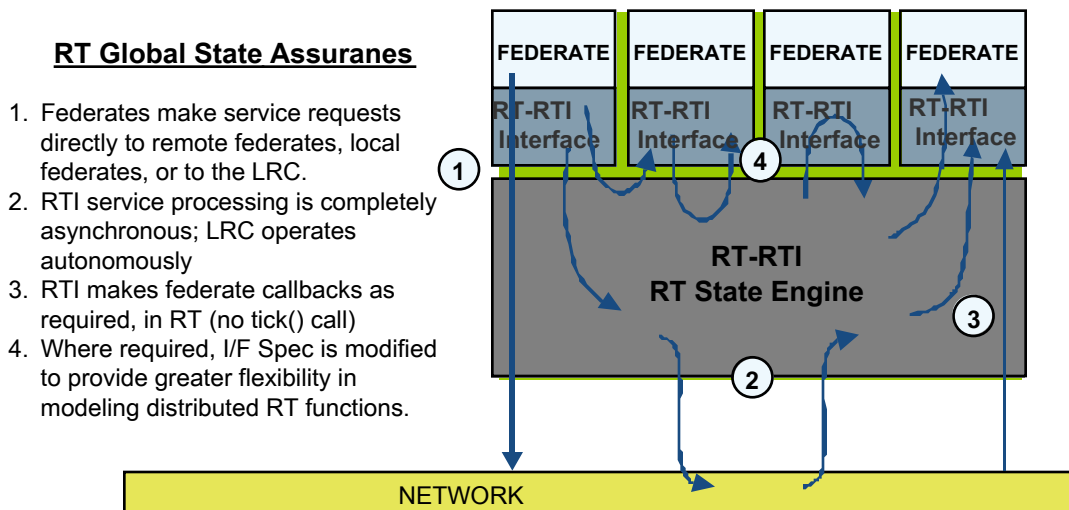 RT Global State Assuranes
1. Federates make service requests
directly to remote federates, local
federates, or to the LRC.
2. RTI service processing is completely
asynchronous; LRC operates
autonomously
3. RTI makes federate callbacks as
required, in RT (no tick() call)
4. Where required, I/F Spec is modified
to provide greater flexibility in
modeling distributed RT functions.
FEDERATE
FEDERATE
FEDERATE
FEDERATE
RT-RTI
Interface
RT-RTI
Interface
RT-RTI
Interface
RT-RTI
Interface
1
4
RT-RTI
RT State Engine
3
2
NETWORK